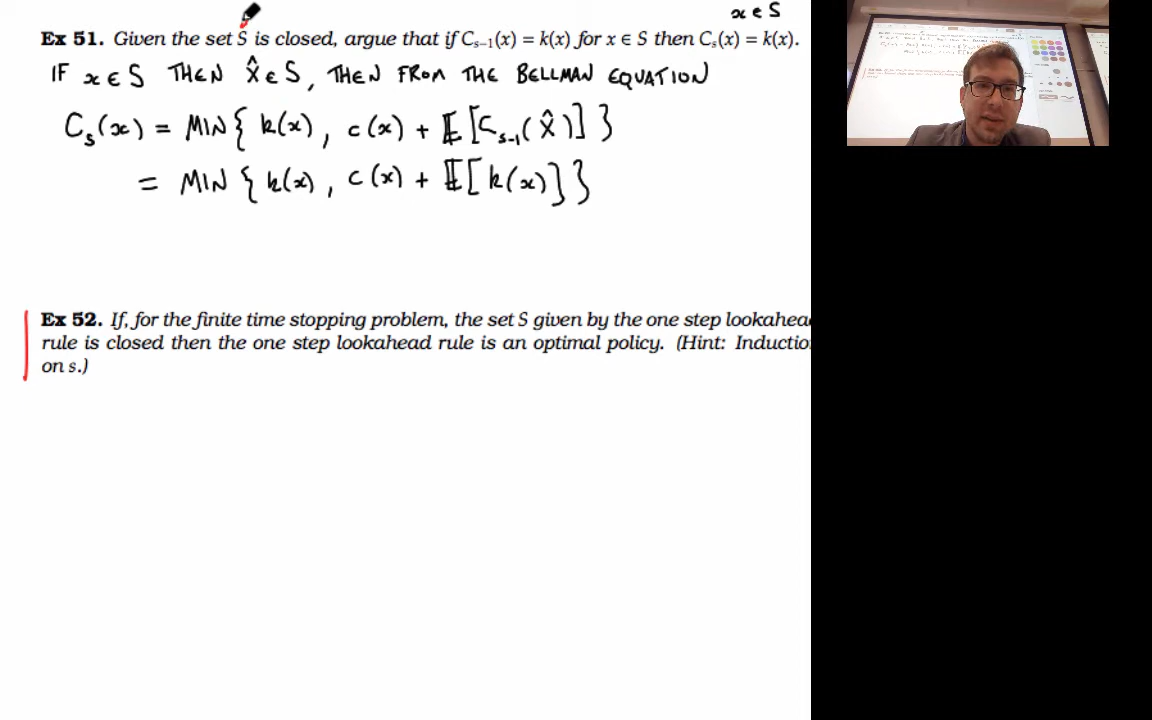 x ∈ S
Ex 51. Given the set S is closed, argue that if Cₛ₋₁(x) = k(x) for x ∈ S then Cₛ(x) = k(x).
IF x ∈ S THEN X̂ ∈ S, THEN FROM THE BELLMAN EQUATION
Cₛ(x) = MIN { k(x), c(x) + 𝔼[Cₛ₋₁(X̂)] }
= MIN { k(x), c(x) + 𝔼[k(x)] }
Ex 52. If, for the finite time stopping problem, the set S given by the one step lookahea
rule is closed then the one step lookahead rule is an optimal policy. (Hint: Inductio
on s.)